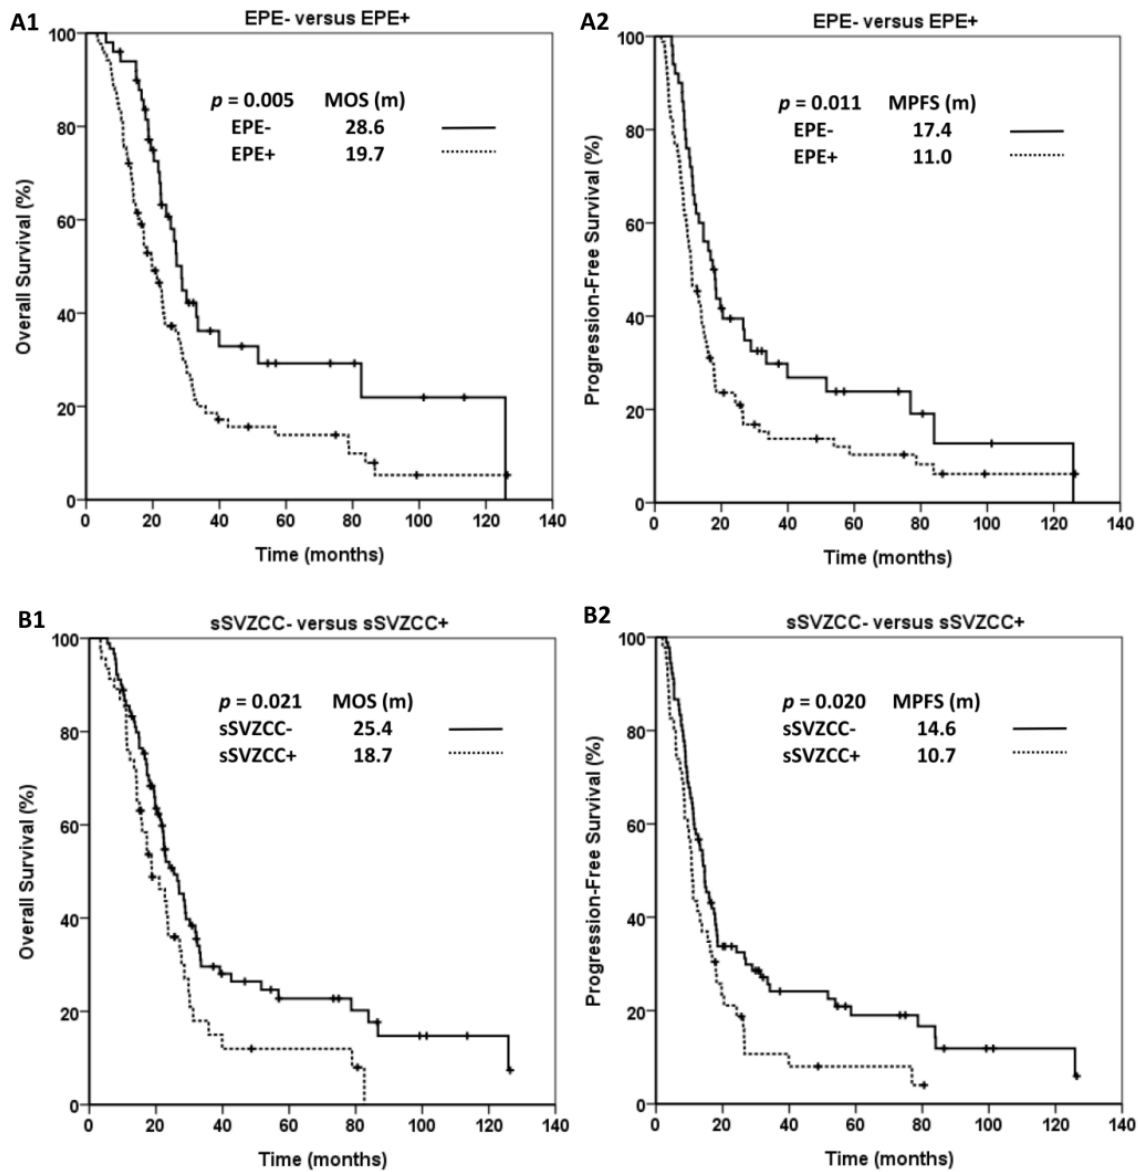 A1
EPE- versus EPE+
p = 0.005 MOS (m)
EPE- 28.6
EPE+ 19.7
Overall Survival (%)
100
80
60
40
20
0
0 20 40 60 80 100 120 140
Time (months)
A2
EPE- versus EPE+
p = 0.011 MPFS (m)
EPE- 17.4
EPE+ 11.0
Progression-Free Survival (%)
100
80
60
40
20
0
0 20 40 60 80 100 120 140
Time (months)
B1
sSVZCC- versus sSVZCC+
p = 0.021 MOS (m)
sSVZCC- 25.4
sSVZCC+ 18.7
Overall Survival (%)
100
80
60
40
20
0
0 20 40 60 80 100 120 140
Time (months)
B2
sSVZCC- versus sSVZCC+
p = 0.020 MPFS (m)
sSVZCC- 14.6
sSVZCC+ 10.7
Progression-Free Survival (%)
100
80
60
40
20
0
0 20 40 60 80 100 120 140
Time (months)